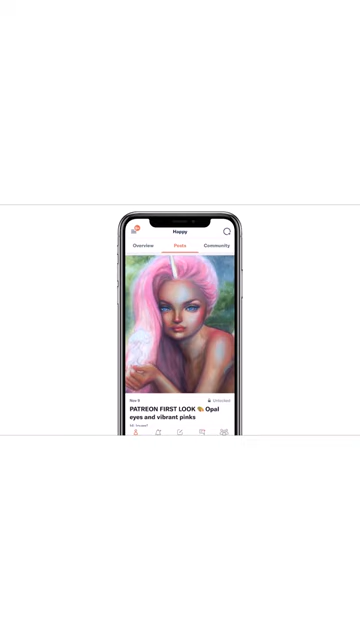 Happy
Overview Posts Community
Nov 9 Unlocked
PATREON FIRST LOOK 🎨 Opal
eyes and vibrant pinks